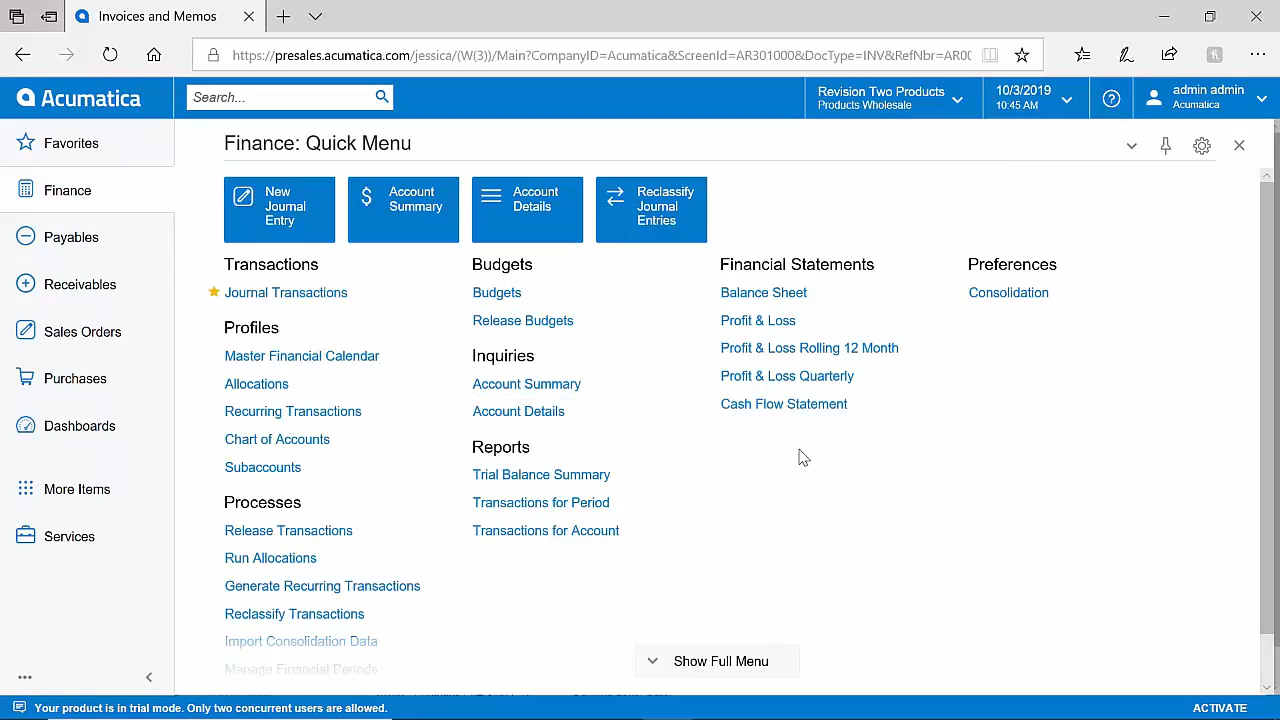 Invoices and Memos
https://presales.acumatica.com/jessica/(W(3))/Main?CompanyID=Acumatica&ScreenId=AR301000&DocType=INV&RefNbr=AR00
Acumatica
Search...
Revision Two Products
Products Wholesale
10/3/2019
10:45 AM
admin admin
Acumatica
Favorites
Finance
Payables
Receivables
Sales Orders
Purchases
Dashboards
More Items
Services
Finance: Quick Menu
New Journal Entry
Account Summary
Account Details
Reclassify Journal Entries
Transactions
Journal Transactions
Profiles
Master Financial Calendar
Allocations
Recurring Transactions
Chart of Accounts
Subaccounts
Processes
Release Transactions
Run Allocations
Generate Recurring Transactions
Reclassify Transactions
Import Consolidation Data
Manage Financial Periods
Budgets
Budgets
Release Budgets
Inquiries
Account Summary
Account Details
Reports
Trial Balance Summary
Transactions for Period
Transactions for Account
Financial Statements
Balance Sheet
Profit & Loss
Profit & Loss Rolling 12 Month
Profit & Loss Quarterly
Cash Flow Statement
Preferences
Consolidation
Show Full Menu
Your product is in trial mode. Only two concurrent users are allowed.
ACTIVATE